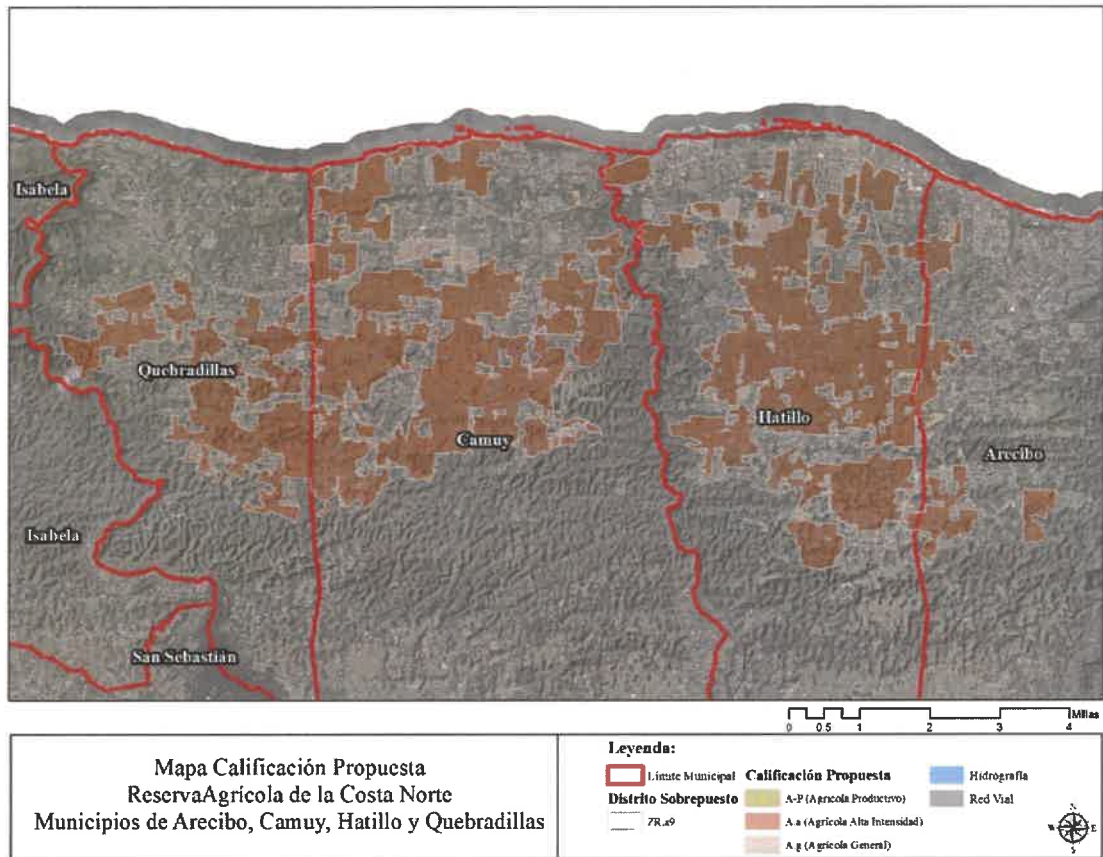 Isabela
Quebradillas
Camuy
Hatillo
Arecibo
Isabela
San Sebastián
0 0.5 1 2 3 4 Millas
Mapa Calificación Propuesta
ReservaAgrícola de la Costa Norte
Municipios de Arecibo, Camuy, Hatillo y Quebradillas
Leyenda:
Límite Municipal
Distrito Sobrepuesto
ZR.a9
Calificación Propuesta
A-P (Agrícola Productivo)
A.a (Agrícola Alta Intensidad)
A.g (Agrícola General)
Hidrografía
Red Vial
N
W E
S